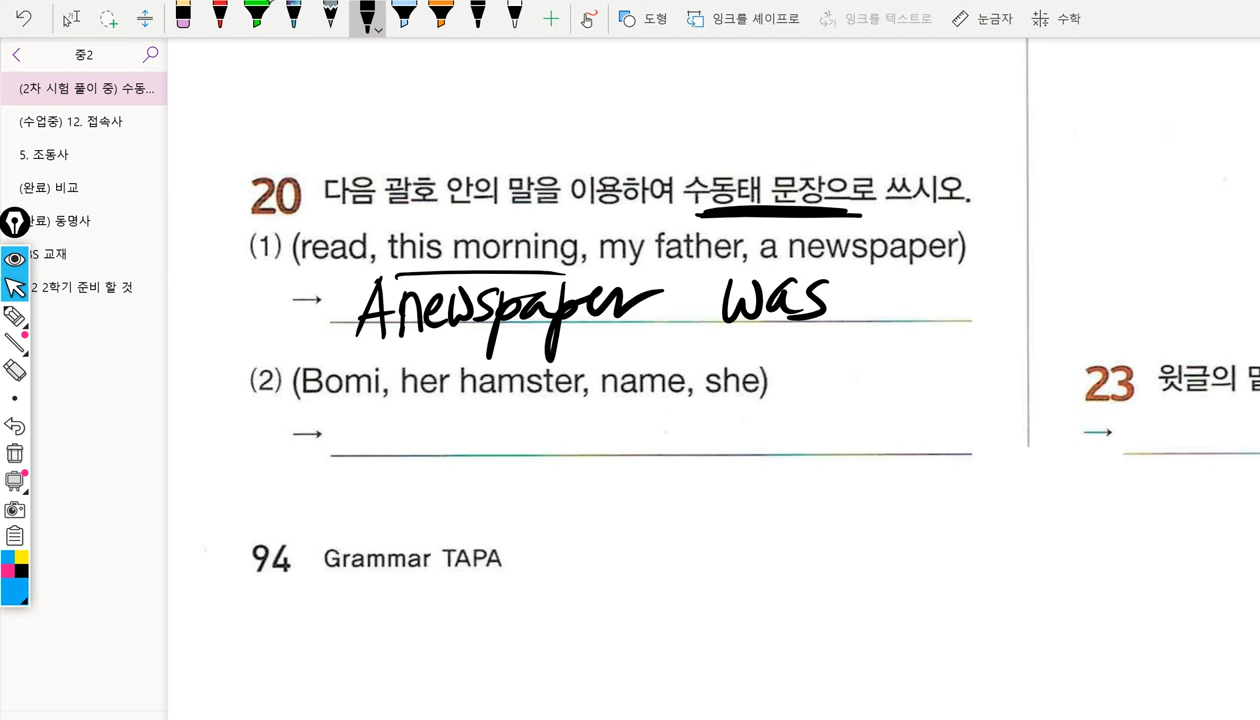 도형 잉크를 셰이프로 잉크를 텍스트로 눈금자 수학
중2
(2차 시험 풀이 중) 수동...
(수업중) 12. 접속사
5. 조동사
(완료) 비교
료) 동명사
교재
2 2학기 준비 할 것
20 다음 괄호 안의 말을 이용하여 수동태 문장으로 쓰시오.
(1) (read, this morning, my father, a newspaper)
→ A newspaper was
(2) (Bomi, her hamster, name, she)
→
94 Grammar TAPA
23 윗글의
→